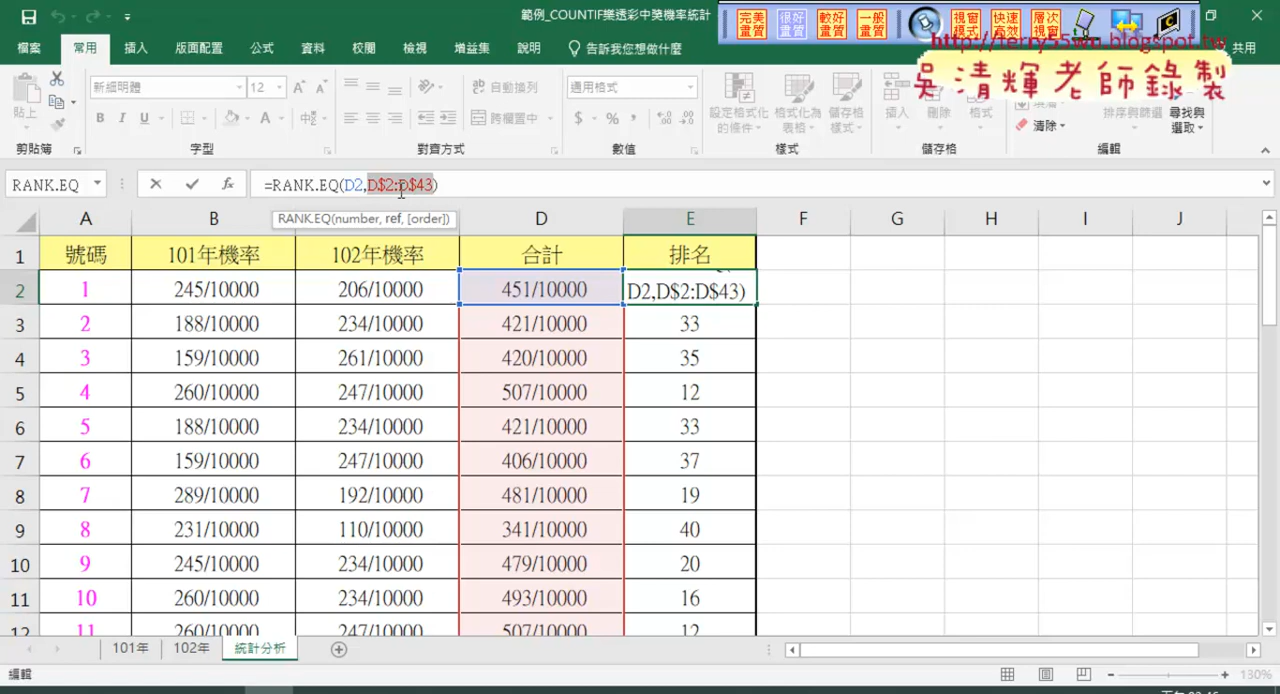 範例_COUNTIF樂透彩中獎機率統計
完美畫質 很好畫質 較好畫質 一般畫質 視窗模式 快速高效 層次視窗
檔案 常用 插入 版面配置 公式 資料 校閱 檢視 增益集 說明 告訴我您想做什麼 共用
http://terry55wu.blogspot.tw
吳清輝老師錄製
新細明體 12 自動換列 通用格式
貼上 B I U 跨欄置中 $ % 設定格式化的條件 格式化為表格 儲存格樣式 插入 刪除 格式 清除 排序與篩選 尋找與選取
剪貼簿 字型 對齊方式 數值 樣式 儲存格 編輯
RANK.EQ =RANK.EQ(D2,D$2:D$43)
RANK.EQ(number, ref, [order])
A B D E F G H I J
1 號碼 101年機率 102年機率 合計 排名
2 1 245/10000 206/10000 451/10000 D2,D$2:D$43)
3 2 188/10000 234/10000 421/10000 33
4 3 159/10000 261/10000 420/10000 35
5 4 260/10000 247/10000 507/10000 12
6 5 188/10000 234/10000 421/10000 33
7 6 159/10000 247/10000 406/10000 37
8 7 289/10000 192/10000 481/10000 19
9 8 231/10000 110/10000 341/10000 40
10 9 245/10000 234/10000 479/10000 20
11 10 260/10000 234/10000 493/10000 16
12 11 260/10000 247/10000 507/10000 12
101年 102年 統計分析
編輯 130%